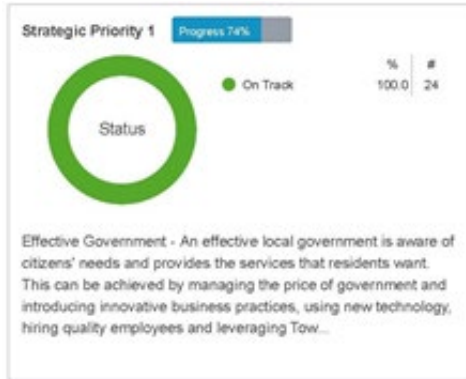 Strategic Priority 1 Progress 74%
% #
On Track 100.0 24
Status
Effective Government - An effective local government is aware of
citizens' needs and provides the services that residents want.
This can be achieved by managing the price of government and
introducing innovative business practices, using new technology,
hiring quality employees and leveraging Tow...